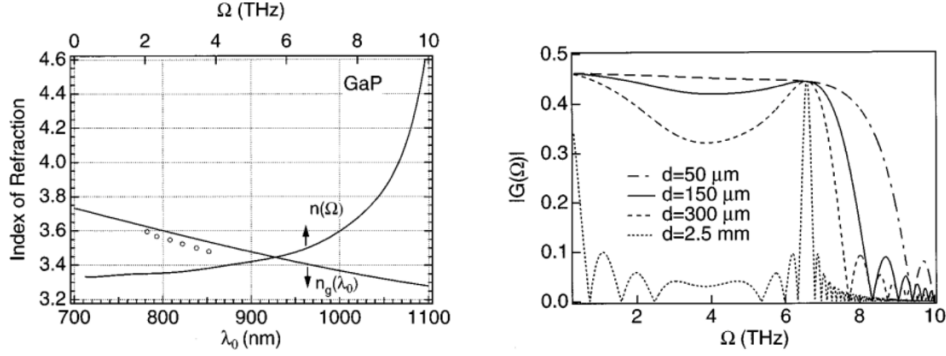 Ω (THz)
0 2 4 6 8 10
4.6
4.4
4.2
4.0
3.8
3.6
3.4
3.2
Index of Refraction
GaP
n(Ω)
n_g(λ₀)
700 800 900 1000 1100
λ₀ (nm)
0.5
0.4
0.3
0.2
0.1
0.0
|G(Ω)|
d=50 μm
d=150 μm
d=300 μm
d=2.5 mm
2 4 6 8 10
Ω (THz)